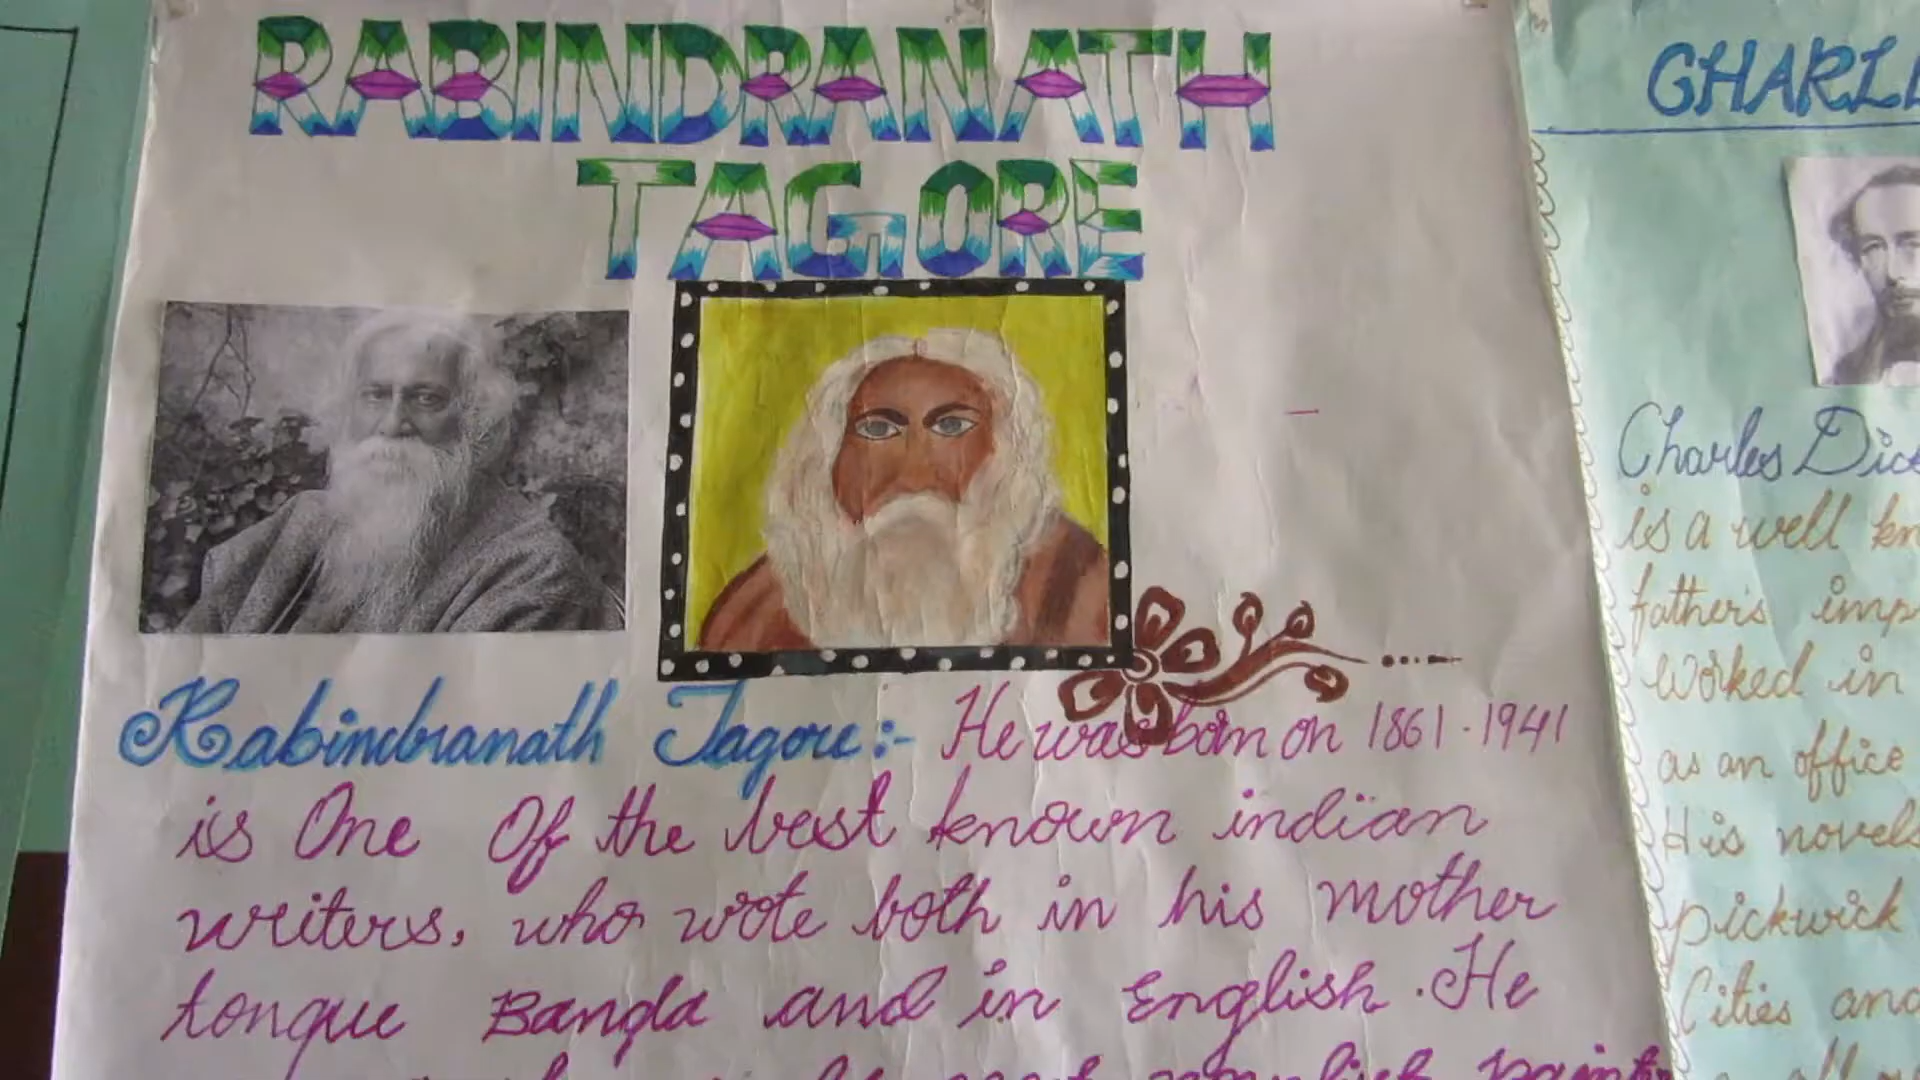 RABINDRANATH
TAGORE
Rabindranath Tagore:- He was born on 1861 - 1941
is One Of the best known indian
writers, who wrote both in his mother
tongue Bangla and in English. He
GHARL
Charles Dic
is a well kn
father's imp
Worked in
as an office
His novels
pickwick
Cities and